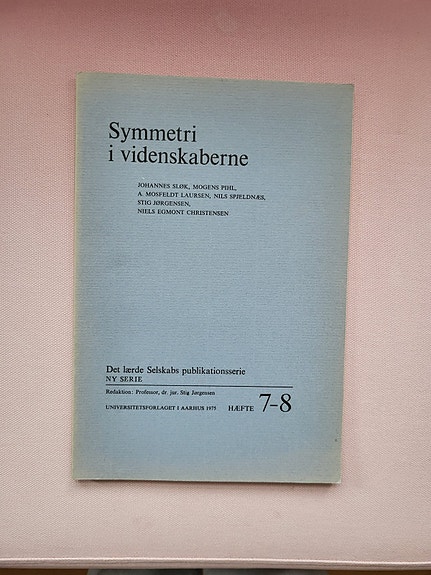 Symmetri
i videnskaberne
JOHANNES SLØK, MOGENS PIHL,
A. MOSFELDT LAURSEN, NILS SPJELDNÆS,
STIG JØRGENSEN,
NIELS EGMONT CHRISTENSEN
Det lærde Selskabs publikationsserie
NY SERIE
Redaktion: Professor, dr. jur. Stig Jørgensen
UNIVERSITETSFORLAGET I AARHUS 1975 HÆFTE 7-8